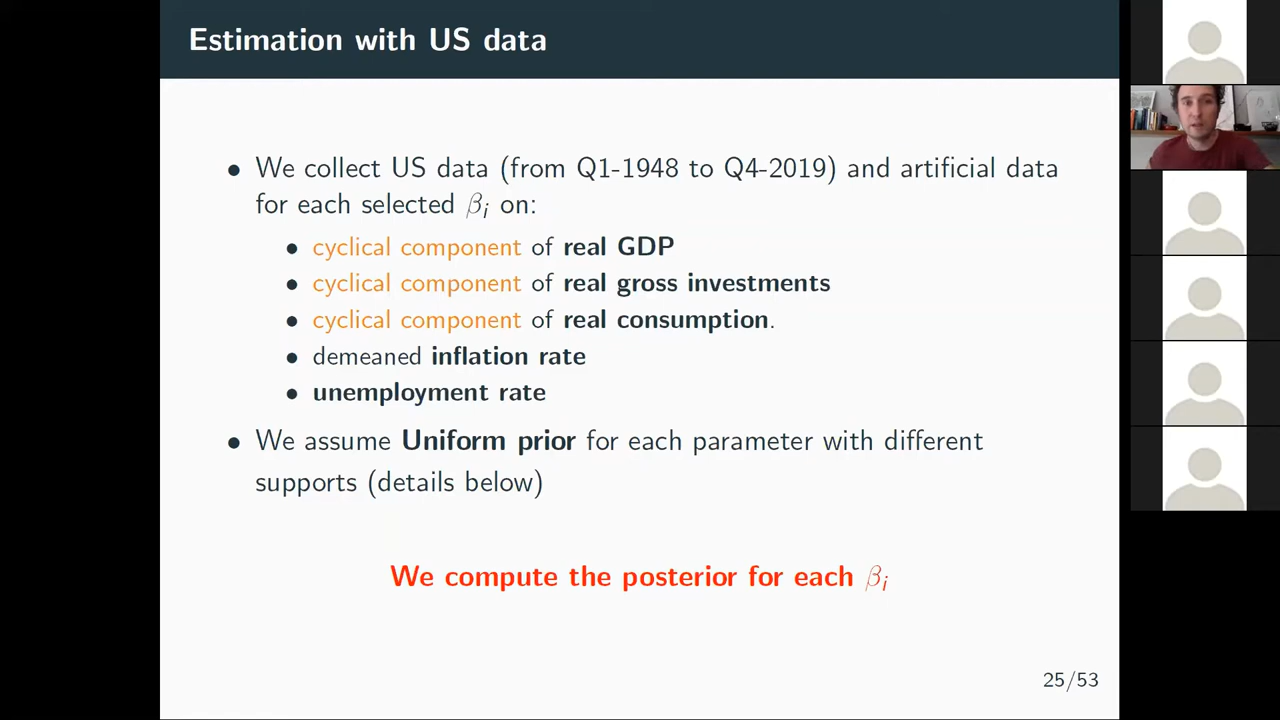 Estimation with US data
• We collect US data (from Q1-1948 to Q4-2019) and artificial data
for each selected βi on:
• cyclical component of real GDP
• cyclical component of real gross investments
• cyclical component of real consumption.
• demeaned inflation rate
• unemployment rate
• We assume Uniform prior for each parameter with different
supports (details below)
We compute the posterior for each βi
25/53